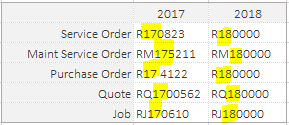 2017 2018
Service Order R170823 R180000
Maint Service Order RM175211 RM180000
Purchase Order R174122 R180000
Quote RQ1700562 RQ180000
Job RJ170610 RJ180000